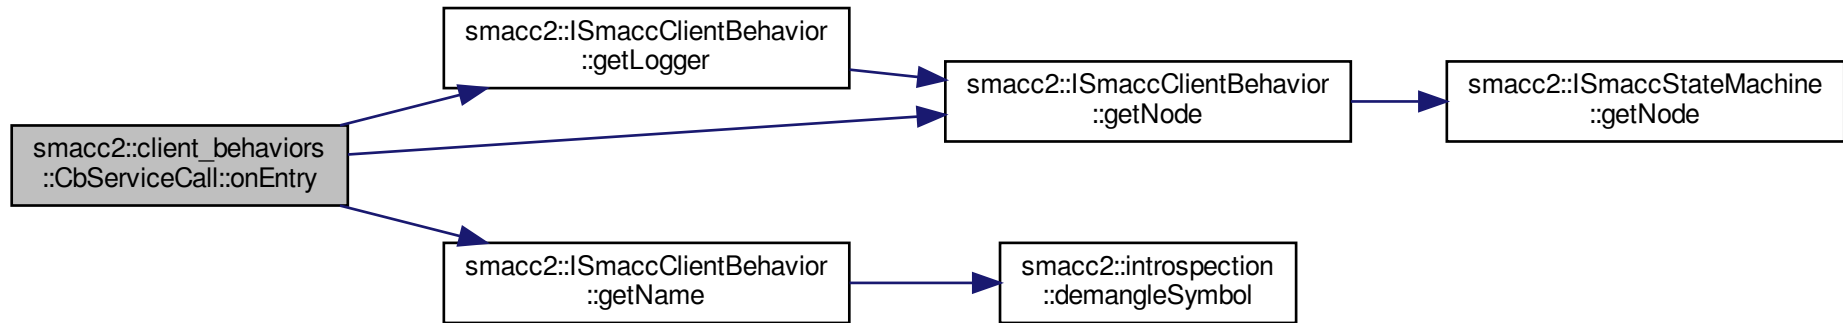 smacc2::client_behaviors
::CbServiceCall::onEntry
smacc2::ISmaccClientBehavior
::getLogger
smacc2::ISmaccClientBehavior
::getNode
smacc2::ISmaccStateMachine
::getNode
smacc2::ISmaccClientBehavior
::getName
smacc2::introspection
::demangleSymbol